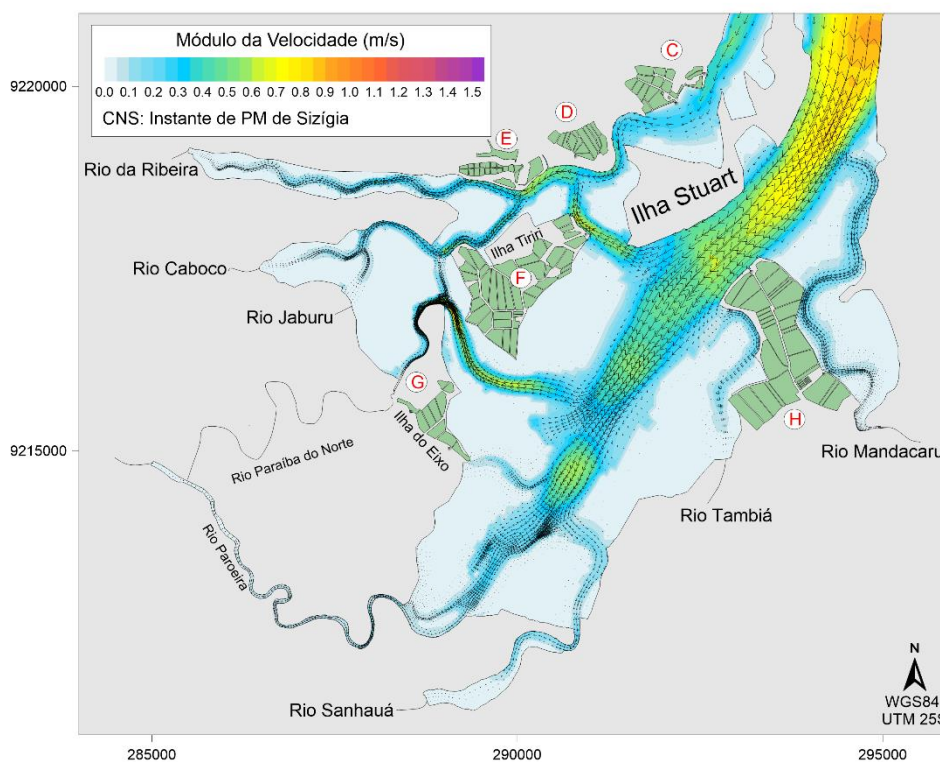 Módulo da Velocidade (m/s)
0.0 0.1 0.2 0.3 0.4 0.5 0.6 0.7 0.8 0.9 1.0 1.1 1.2 1.3 1.4 1.5
CNS: Instante de PM de Sizígia
9220000
C
D
E
Rio da Ribeira
Ilha Stuart
Ilha Tiriri
Rio Caboco
F
Rio Jaburu
G
Ilha do Eixo
H
9215000
Rio Mandacaru
Rio Paraíba do Norte
Rio Tambiá
Rio Paroeira
N
WGS84
UTM 25S
Rio Sanhauá
285000
290000
295000